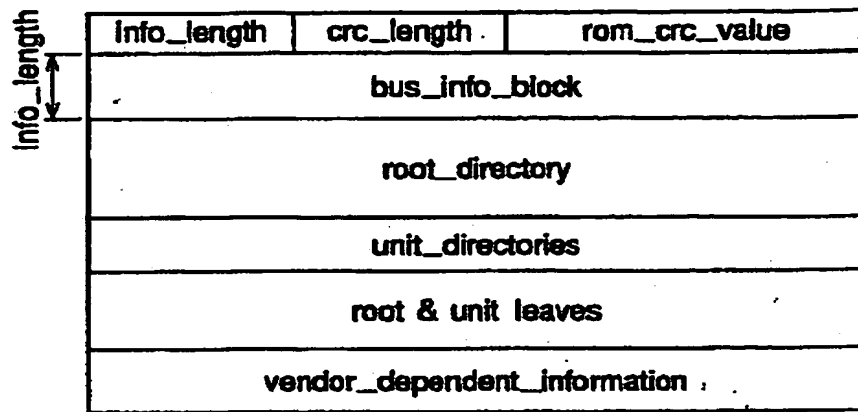 info_length crc_length rom_crc_value
info_length
bus_info_block
root_directory
unit_directories
root & unit leaves
vendor_dependent_information